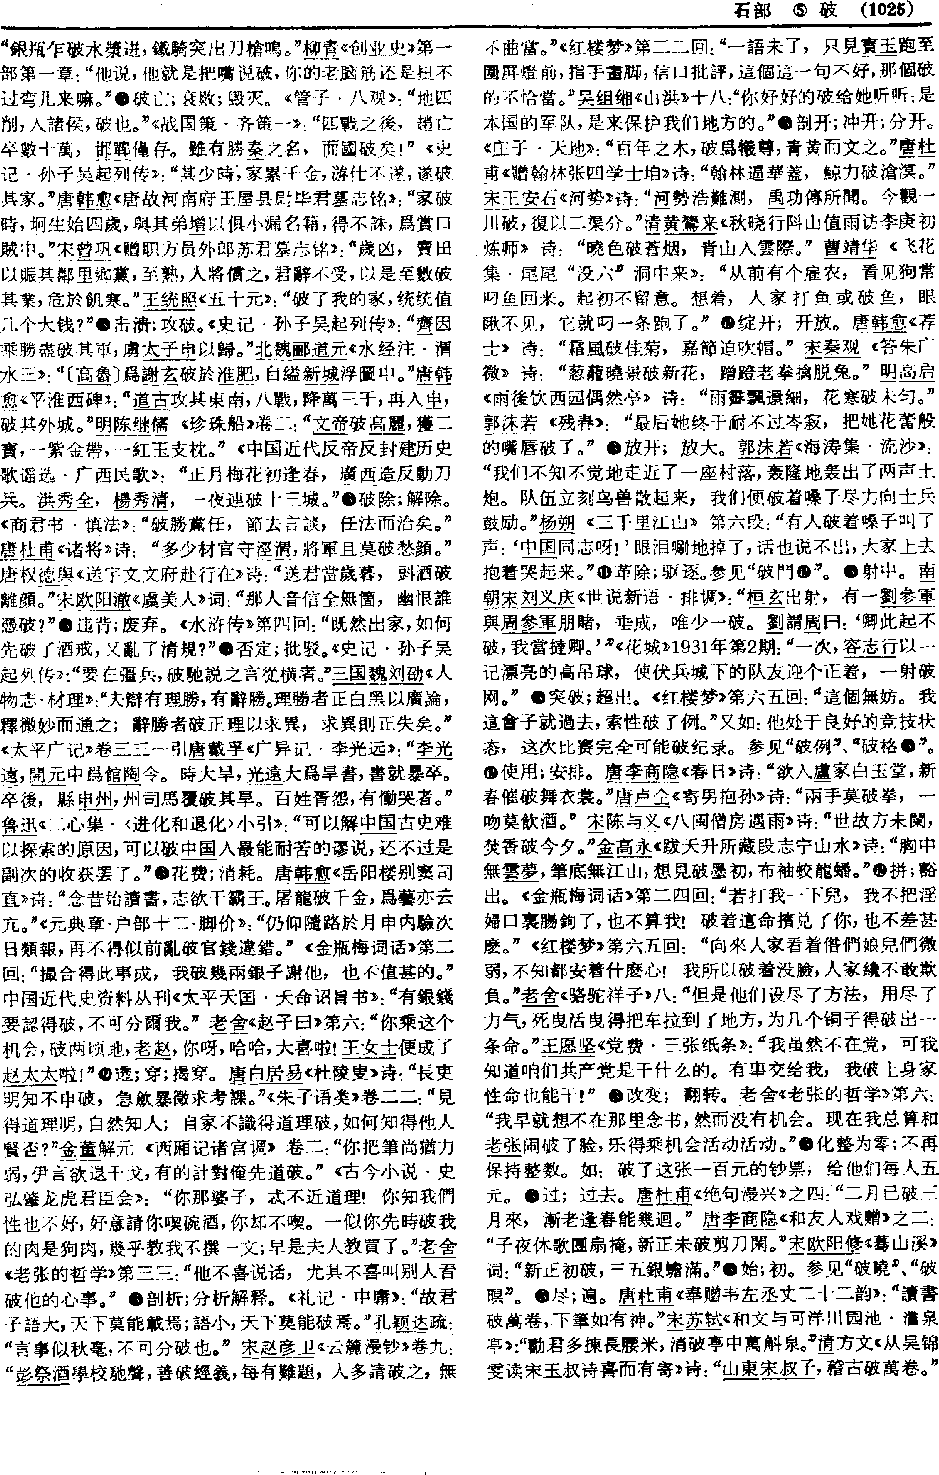 石部 ⑤ 破 (1025)
“銀瓶乍破水漿迸，鐵騎突出刀槍鳴。”柳青《创业史》第一
部第一章：“他说，他就是把嘴说破，你的老脑筋还是扭不
过弯儿来嘛。”●破亡；衰败；毁灭。《管子·八观》：“地四
削，入諸侯，破也。”《战国策·齐策一》：“四戰之後，趙亡
卒數十萬，邯鄲僅存。雖有勝秦之名，而國破矣！”《史
记·孙子吴起列传》：“其少時，家累千金，游仕不遂，遂破
其家。”唐韩愈《唐故河南府王屋县尉毕君墓志铭》：“家破
時，坰生始四歲，與其弟增以俱小漏名籍，得不誅，爲賞口
賊中。”宋曾巩《赠职方员外郎苏君墓志铭》：“歲凶，賣田
以賑其鄰里鄉黨，至熟，人將償之，君辭不受，以是至數破
其業，危於飢寒。”王统照《五十元》：“破了我的家，统统值
几个大钱？”●击溃；攻破。《史记·孙子吴起列传》：“齊因
乘勝盡破其軍，虜太子申以歸。”北魏郦道元《水经注·渭
水三》：“〔高魯〕爲謝玄破於淮肥，自縊新城浮圖中。”唐韩
愈《平淮西碑》：“道古攻其東南，八戰，降萬三千，再入申，
破其外城。”明陈继儒《珍珠船》卷二：“文帝破高麗，獲二
寶，一紫金帶，一紅玉支枕。”《中国近代反帝反封建历史
歌谣选·广西民歌》：“正月梅花初逢春，廣西造反動刀
兵。洪秀全，楊秀清，一夜連破十三城。”●破除；解除。
《商君书·慎法》：“破勝黨任，節去言談，任法而治矣。”
唐杜甫《诸将》诗：“多少材官守涇渭，將軍且莫破愁顏。”
唐权德舆《送宇文文府赴行在》诗：“送君當歲暮，斟酒破
離顏。”宋欧阳澈《虞美人》词：“那人音信全無箇，幽恨誰
憑破？”●违背；废弃。《水浒传》第四回：“既然出家，如何
先破了酒戒，又亂了清規？”●否定；批驳。《史记·孙子吴
起列传》：“要在彊兵，破馳説之言從横者。”三国魏刘劭《人
物志·材理》：“夫辯有理勝，有辭勝。理勝者正白黑以廣論，
釋微妙而通之；辭勝者破正理以求異，求異則正失矣。”
《太平广记》卷三三一引唐戴孚《广异记·李光远》：“李光
遠，開元中爲館陶令。時大旱，光遠大爲旱書，書就暴卒。
卒後，縣申州，州司馬覆破其旱。百姓胥怨，有慟哭者。”
鲁迅《二心集·〈进化和退化〉小引》：“可以解中国古史难
以探索的原因，可以破中国人最能耐苦的谬说，还不过是
副次的收获罢了。”●花费；消耗。唐韩愈《岳阳楼别窦司
直》诗：“念昔始讀書，志欲干霸王。屠龍破千金，爲藝亦云
亢。”《元典章·户部十二·脚价》：“仍仰隨路於月申内驗次
日類報，再不得似前亂破官錢違錯。”《金瓶梅词话》第二
回：“撮合得此事成，我破幾兩銀子謝他，也不值甚的。”
中国近代史资料丛刊《太平天国·天命诏旨书》：“有銀錢
要認得破，不可分爾我。”老舍《赵子曰》第六：“你乘这个
机会，破两顷地，老赵，你呀，哈哈，大喜啦！王女士便成了
赵太太啦！”●透；穿；揭穿。唐白居易《杜陵叟》诗：“長吏
明知不申破，急斂暴徵求考課。”《朱子语类》卷二二：“見
得道理明，自然知人；自家不識得道理破，如何知得他人
賢否？”金董解元《西厢记诸宫调》卷二：“你把筆尚猶力
弱，伊言欲退干戈，有的計對俺先道破。”《古今小说·史
弘肇龙虎君臣会》：“你那婆子，忒不近道理！你知我們
性也不好，好意請你喫碗酒，你却不喫。一似你先時破我
的肉是狗肉，幾乎教我不撰一文；早是夫人教買了。”老舍
《老张的哲学》第三三：“他不喜说话，尤其不喜叫别人看
破他的心事。”●剖析；分析解释。《礼记·中庸》：“故君
子語大，天下莫能載焉；語小，天下莫能破焉。”孔颖达疏：
“言事似秋毫，不可分破也。”宋赵彦卫《云麓漫钞》卷九：
“彭祭酒學校馳聲，善破經義，每有難題，人多請破之，無
不曲當。”《红楼梦》第二二回：“一語未了，只見寶玉跑至
圍屏燈前，指手畫脚，信口批評，這個這一句不好，那個破
的不恰當。”吴组缃《山洪》十八：“你好好的破给她听听：是
本国的军队，是来保护我们地方的。”●剖开；冲开；分开。
《庄子·天地》：“百年之木，破爲犧尊，青黄而文之。”唐杜
甫《赠翰林张四学士垍》诗：“翰林逼華蓋，鯨力破滄溟。”
宋王安石《河势》诗：“河勢浩難測，禹功傳所聞。今觀一
川破，復以二渠分。”清黄鷟来《秋晓行阧山值雨访李庚初
炼师》诗：“曉色破蒼烟，青山入雲際。”曹靖华《飞花
集·尾尾“没六”洞中来》：“从前有个雇农，看见狗常
叼鱼回来。起初不留意。想着，人家打鱼或破鱼，眼
瞅不见，它就叼一条跑了。”●绽开；开放。唐韩愈《荐
士》诗：“霜風破佳菊，嘉節迫吹帽。”宋秦观《答朱广
微》诗：“葱蘢曉景破新花，蹭蹬老拳擒脱兔。”明高启
《雨後饮西园偶然亭》诗：“雨霽飄漫細，花寒破未匀。”
郭沫若《残春》：“最后她终于耐不过岑寂，把她花蕾般
的嘴唇破了。”●放开；放大。郭沫若《海涛集·流沙》：
“我们不知不觉地走近了一座村落，轰隆地轰出了两声土
炮。队伍立刻鸟兽散起来，我们便破着嗓子尽力向士兵
鼓励。”杨朔《三千里江山》第六段：“有人破着嗓子叫了
声：‘中国同志呀！’眼泪唰地掉了，话也说不出，大家上去
抱着哭起来。”●革除；驱逐。参见“破門●”。●射中。南
朝宋刘义庆《世说新语·排调》：“桓玄出射，有一劉參軍
與周參軍朋賭，垂成，唯少一破。劉謂周曰：‘卿此起不
破，我當撻卿。’”《花城》1931年第2期：“一次，容志行以一
记漂亮的高吊球，使伏兵城下的队友迎个正着，一射破
网。”●突破；超出。《红楼梦》第六五回：“這個無妨。我
這會子就過去，索性破了例。”又如：他处于良好的竞技状
态，这次比赛完全可能破纪录。参见“破例”、“破格●”。
●使用；安排。唐李商隐《春日》诗：“欲入盧家白玉堂，新
春催破舞衣裳。”唐卢仝《寄男抱孙》诗：“兩手莫破拳，一
吻莫飲酒。”宋陈与义《八闽僧房遇雨》诗：“世故方未闌，
焚香破今夕。”金高永《跋天升所藏段志宁山水》诗：“胸中
無雲夢，筆底無江山，想見破墨初，布袖蛟龍蟠。”●拼；豁
出。《金瓶梅词话》第二四回：“若打我一下兒，我不把淫
婦口裏腸鉤了，也不算我！破着這命擯兑了你，也不差甚
麽。”《红楼梦》第六五回：“向來人家看着偺們娘兒們微
弱，不知都安着什麽心！我所以破着没臉，人家纔不敢欺
負。”老舍《骆驼祥子》八：“但是他们设尽了方法，用尽了
力气，死曳活曳得把车拉到了地方，为几个铜子得破出一
条命。”王愿坚《党费·三张纸条》：“我虽然不在党，可我
知道咱们共产党是干什么的。有事交给我，我破上身家
性命也能干！”●改变；翻转。老舍《老张的哲学》第六：
“我早就想不在那里念书，然而没有机会。现在我总算和
老张闹破了脸，乐得乘机会活动活动。”●化整为零；不再
保持整数。如：破了这张一百元的钞票，给他们每人五
元。●过；过去。唐杜甫《绝句漫兴》之四：“二月已破三
月來，漸老逢春能幾迴。”唐李商隐《和友人戏赠》之二：
“子夜休歌團扇掩，新正未破剪刀閑。”宋欧阳修《蓦山溪》
词：“新正初破，三五銀蟾滿。”●始；初。参见“破曉”、“破
暝”。●尽；遍。唐杜甫《奉赠韦左丞丈二十二韵》：“讀書
破萬卷，下筆如有神。”宋苏轼《和文与可洋川园池·溪泉
亭》：“勸君多揀長腰米，消破亭中萬斛泉。”清方文《从吴锦
雯读宋玉叔诗喜而有寄》诗：“山東宋叔子，稽古破萬卷。”